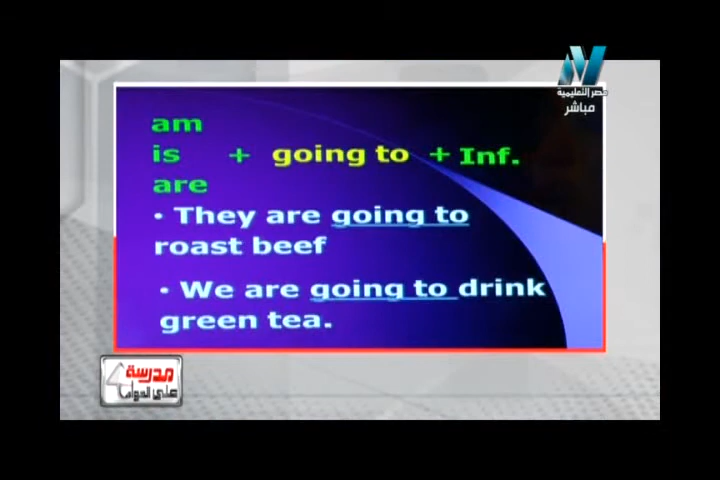 مصر التعليمية
مباشر
am
is + going to + Inf.
are
• They are going to
roast beef
• We are going to drink
green tea.
مدرسة
على الهواء